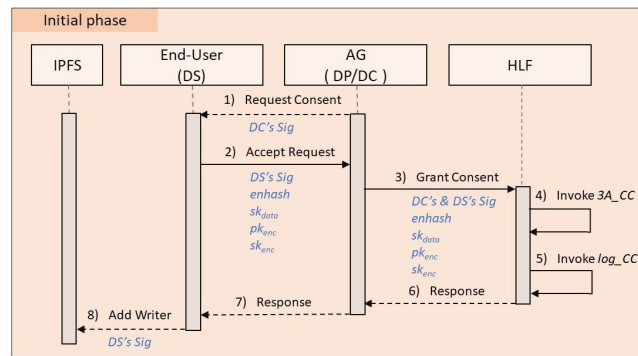 Initial phase
IPFS
End-User
(DS)
AG
( DP/DC )
HLF
1) Request Consent
DC's Sig
2) Accept Request
DS's Sig
enhash
sk_data
pk_enc
sk_enc
3) Grant Consent
DC's & DS's Sig
enhash
sk_data
pk_enc
sk_enc
4) Invoke 3A_CC
5) Invoke log_CC
6) Response
7) Response
8) Add Writer
DS's Sig